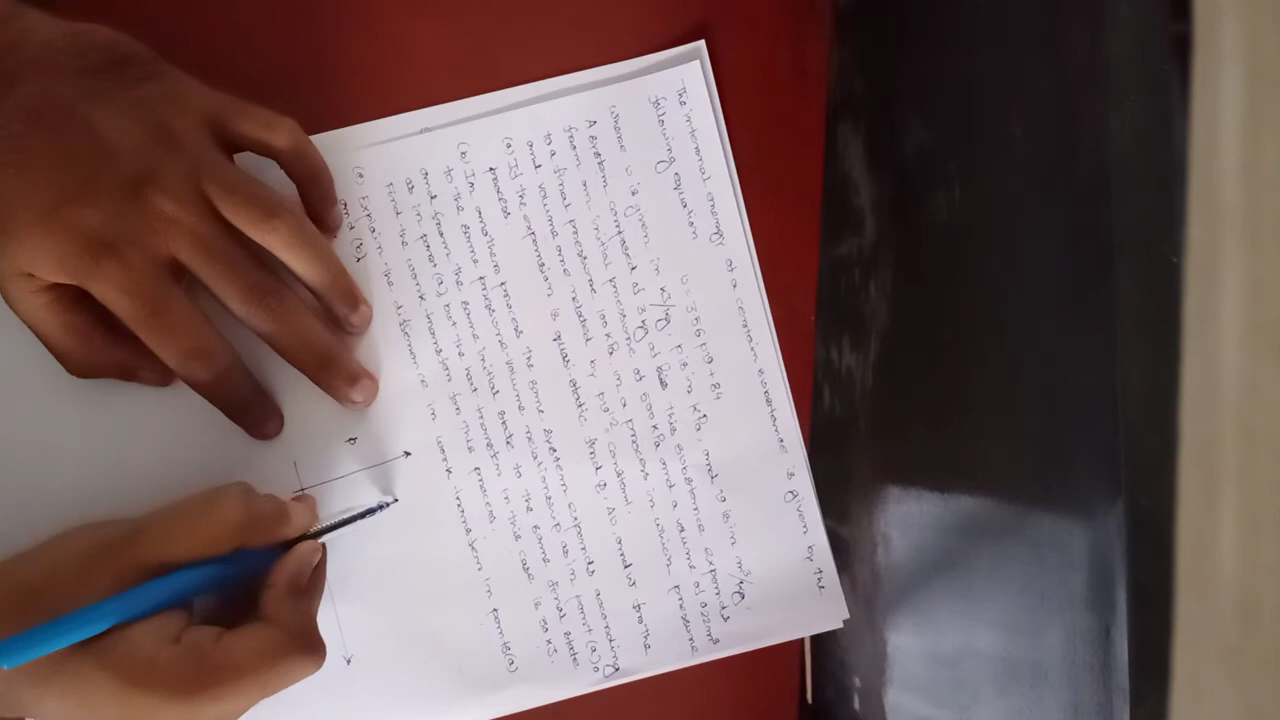 The internal energy of a certain substance is given by the
following equation u = 3.56 pv + 84
where u is given in kJ/kg p is in kPa, and v is in m³/kg.
A system composed of 3 kg of this substance expands
from an initial pressure of 500 kPa and a volume of 0.22 m³
to a final pressure 100 kPa in a process in which pressure
and volume are related by pv^1.2 = constant.
(a) If the expansion is quasi-static, find Q, ΔU, and W for the
process.
(b) In another process the same system expands according
to the same pressure-volume relationship as in part (a),
and from the same initial state to the same final state
as in part (a), but the heat transfer in this case is 30 kJ.
Find the work transfer for this process.
(c) Explain the difference in work transfer in parts (a)
and (b)
p